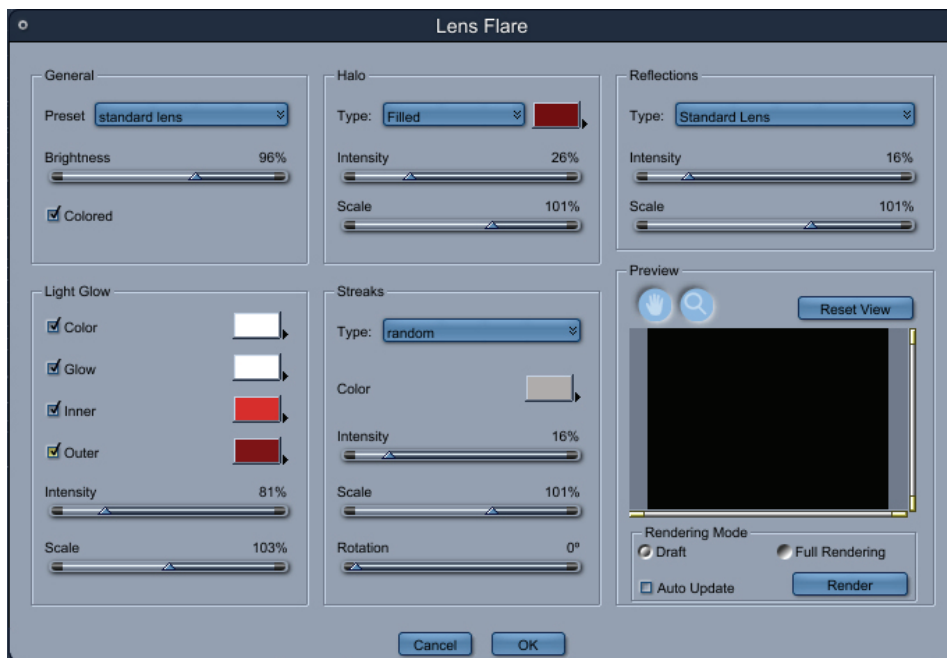 Lens Flare
General
Preset standard lens
Brightness 96%
Colored
Halo
Type: Filled
Intensity 26%
Scale 101%
Reflections
Type: Standard Lens
Intensity 16%
Scale 101%
Light Glow
Color
Glow
Inner
Outer
Intensity 81%
Scale 103%
Streaks
Type: random
Color
Intensity 16%
Scale 101%
Rotation 0º
Preview
Reset View
Rendering Mode
Draft Full Rendering
Auto Update Render
Cancel OK